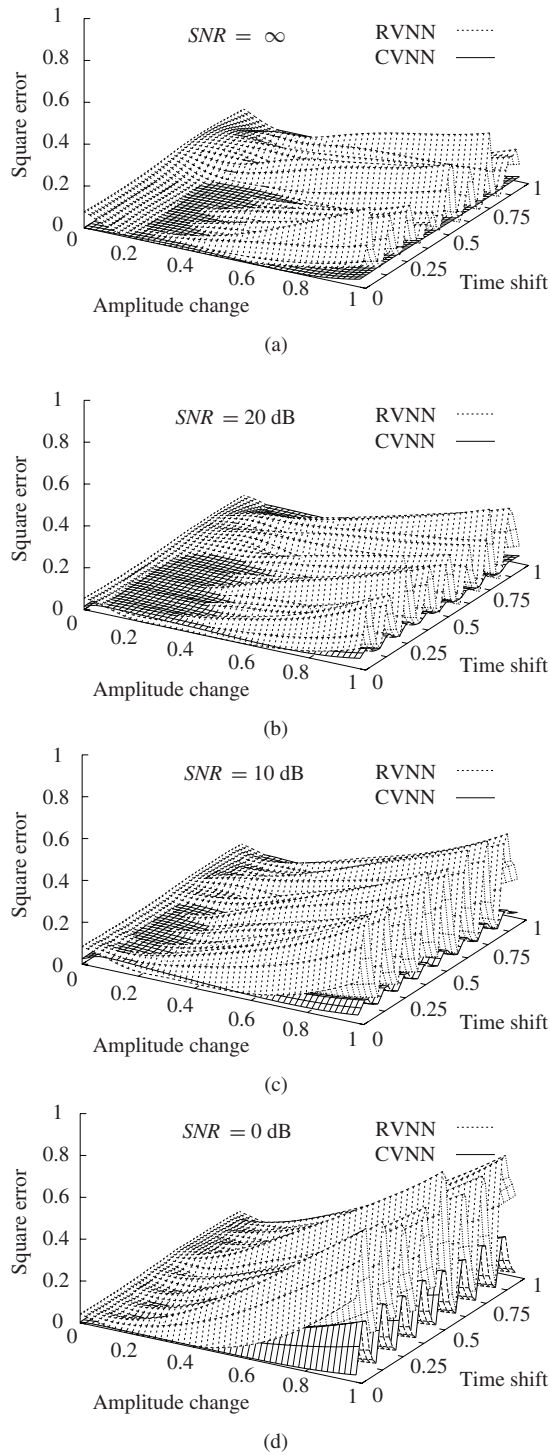 1
0.8
0.6
0.4
0.2
0
Square error
SNR = ∞
RVNN
CVNN
0
0.2
0.4
0.6
0.8
1
Amplitude change
0
0.25
0.5
0.75
1
Time shift
(a)
1
0.8
0.6
0.4
0.2
0
Square error
SNR = 20 dB
RVNN
CVNN
0
0.2
0.4
0.6
0.8
1
Amplitude change
0
0.25
0.5
0.75
1
Time shift
(b)
1
0.8
0.6
0.4
0.2
0
Square error
SNR = 10 dB
RVNN
CVNN
0
0.2
0.4
0.6
0.8
1
Amplitude change
0
0.25
0.5
0.75
1
Time shift
(c)
1
0.8
0.6
0.4
0.2
0
Square error
SNR = 0 dB
RVNN
CVNN
0
0.2
0.4
0.6
0.8
1
Amplitude change
0
0.25
0.5
0.75
1
Time shift
(d)